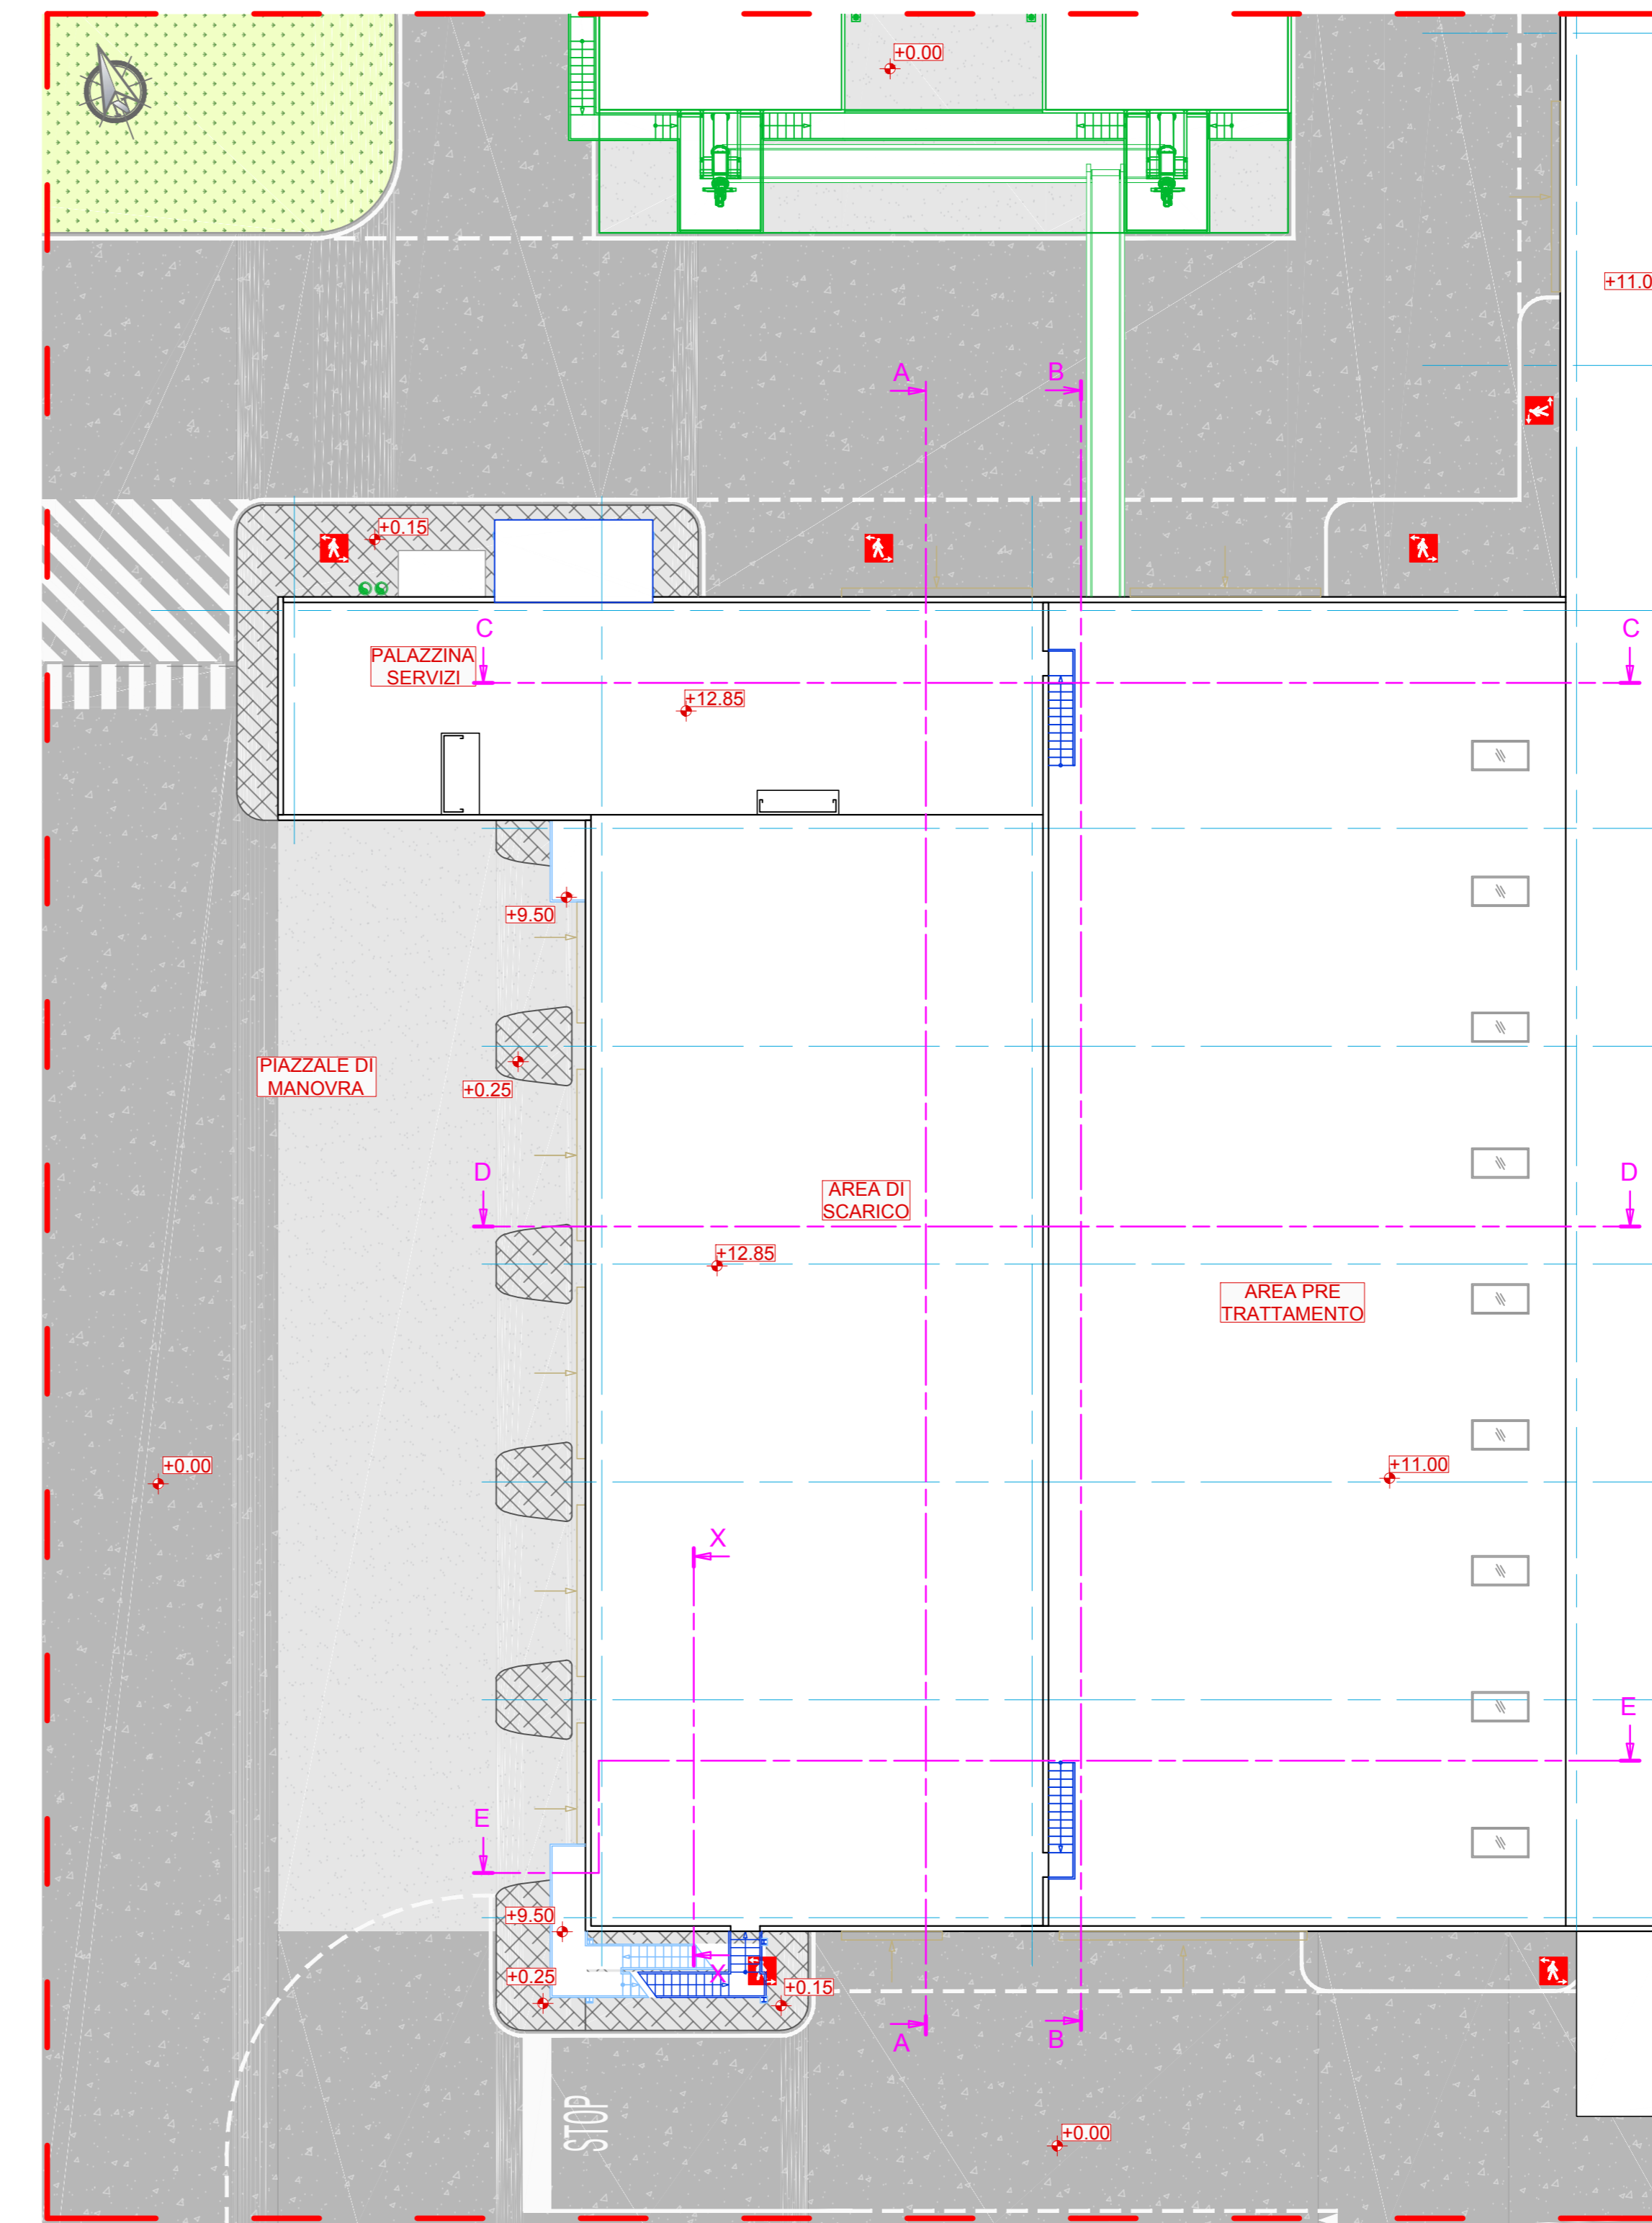 +0.00
+11.0
A
B
+0.15
C
C
PALAZZINA
SERVIZI
+12.85
+9.50
PIAZZALE DI
MANOVRA
+0.25
D
D
AREA DI
SCARICO
+12.85
AREA PRE
TRATTAMENTO
+0.00
+11.00
X
E
E
+9.50
+0.25
X
+0.15
A
B
STOP
+0.00